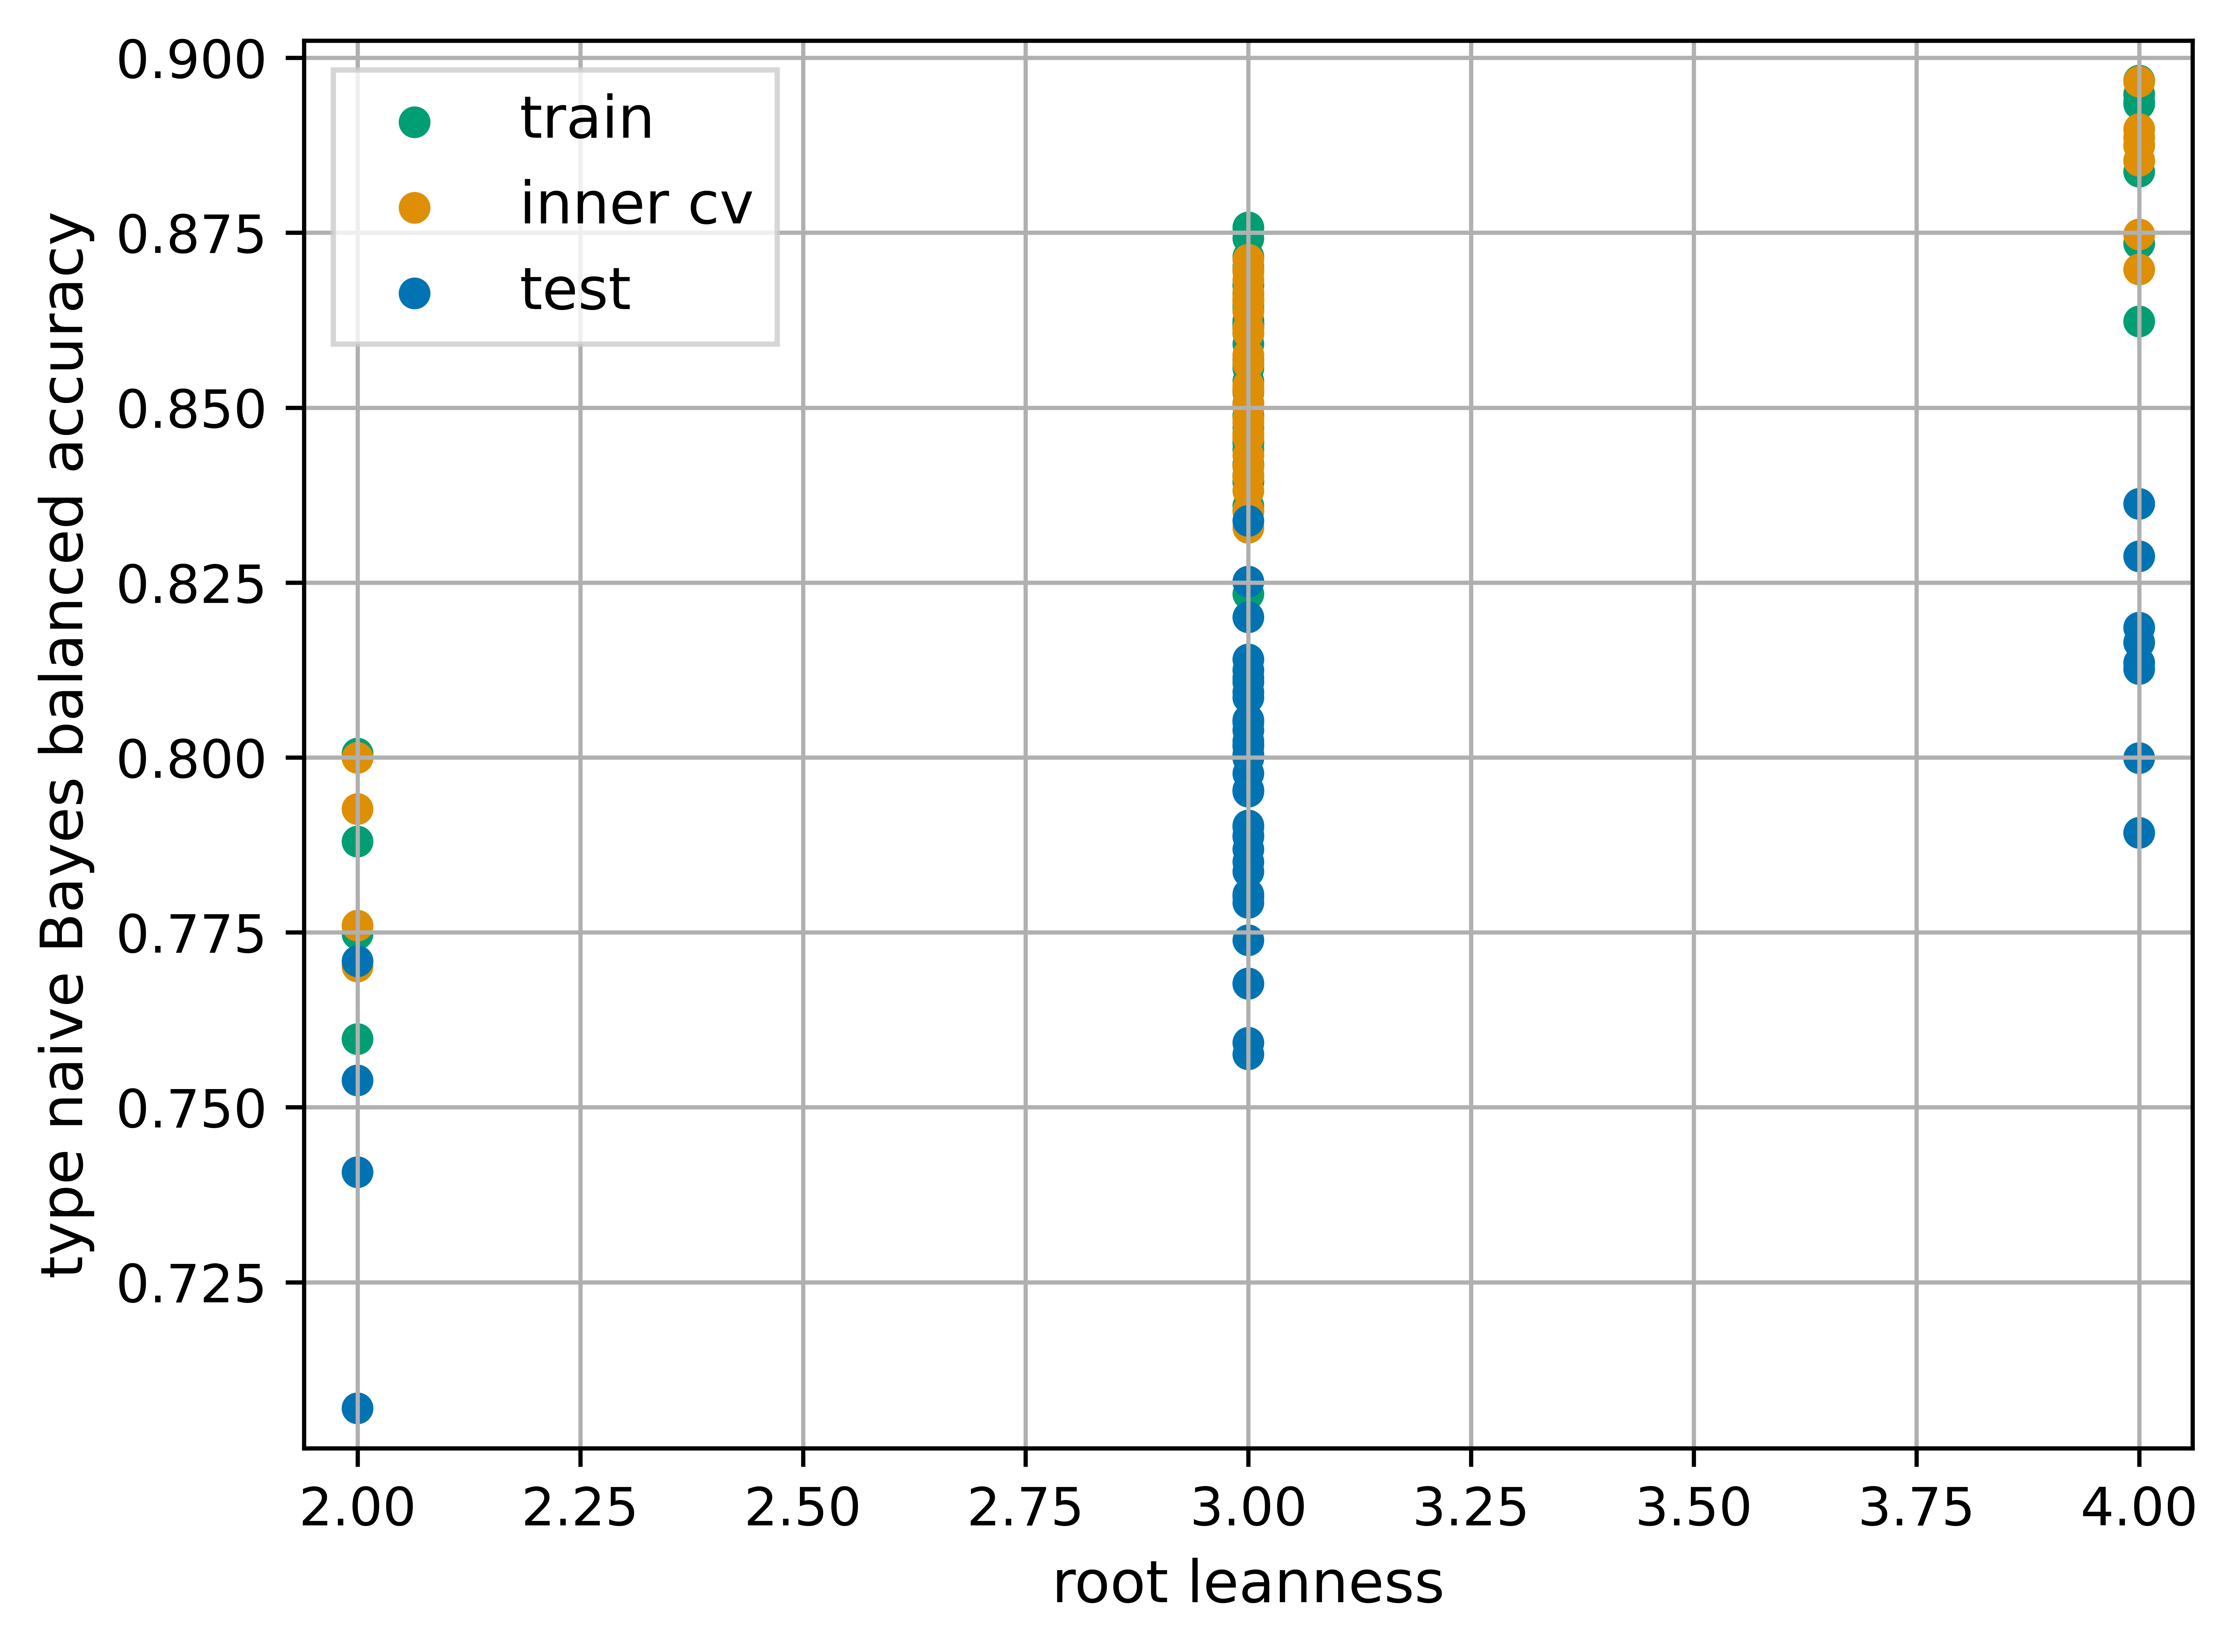 type naive Bayes balanced accuracy
0.900
0.875
0.850
0.825
0.800
0.775
0.750
0.725
train
inner cv
test
2.00 2.25 2.50 2.75 3.00 3.25 3.50 3.75 4.00
root leanness